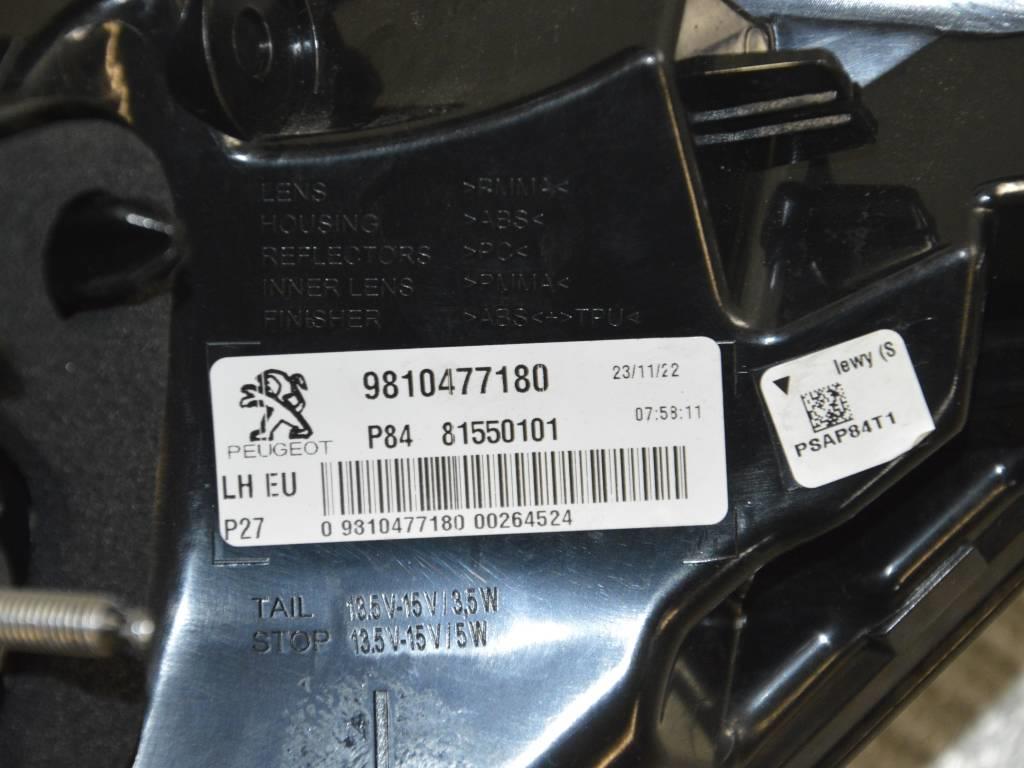 LENS >PMMA<
HOUSING >ABS<
REFLECTORS >PC<
INNER LENS >PMMA<
FINISHER >ABS<+>TPU<
9810477180 23/11/22
07:58:11
P84 81550101
PEUGEOT
LH EU
P27 0 9810477180 00264524
lewy (S
PSAP84T1
TAIL 13.5V-15V/3.5W
STOP 13.5V-15V/5W